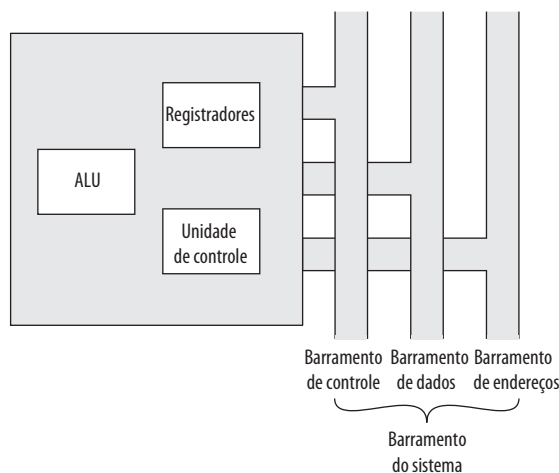 Registradores
ALU
Unidade
de controle
Barramento
de controle
Barramento
de dados
Barramento
de endereços
Barramento
do sistema